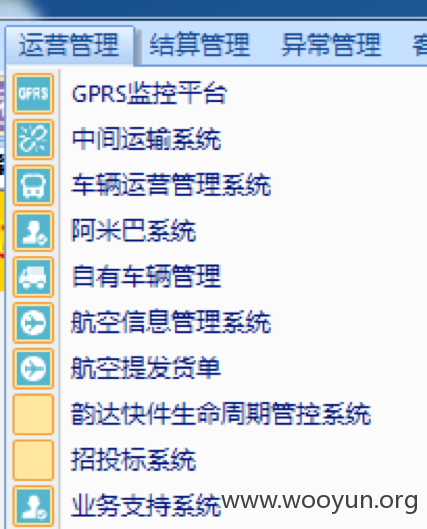 运营管理 结算管理 异常管理
GPRS GPRS监控平台
中间运输系统
车辆运营管理系统
阿米巴系统
自有车辆管理
航空信息管理系统
航空提发货单
韵达快件生命周期管控系统
招投标系统
业务支持系统
www.wooyun.org